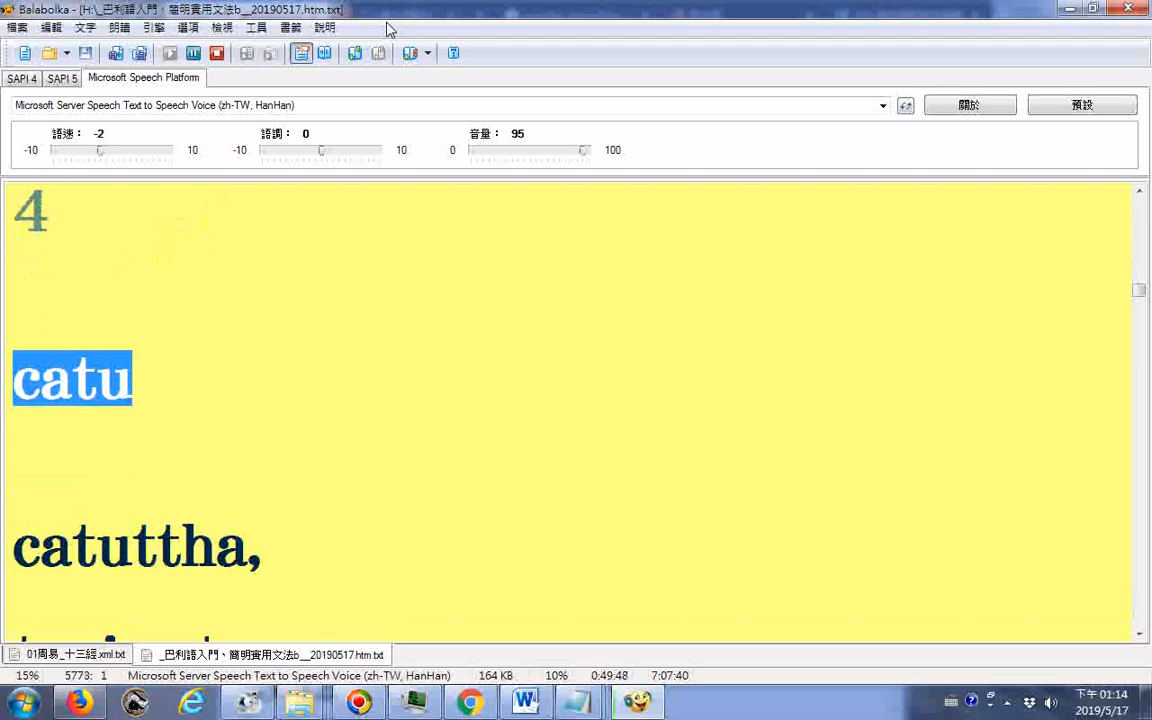 Balabolka - [H:\_巴利語入門、簡明實用文法b__20190517.htm.txt]
檔案 編輯 文字 朗讀 引擎 選項 檢視 工具 書籤 說明
SAPI 4 SAPI 5 Microsoft Speech Platform
Microsoft Server Speech Text to Speech Voice (zh-TW, HanHan)
關於 預設
語速： -2 語調： 0 音量： 95
-10 10 -10 10 0 100
4
catu
catuttha,
01周易_十三經.xml.txt _巴利語入門、簡明實用文法b__20190517.htm.txt
15% 5773: 1 Microsoft Server Speech Text to Speech Voice (zh-TW, HanHan) 164 KB 10% 0:49:48 7:07:40
下午 01:14
2019/5/17